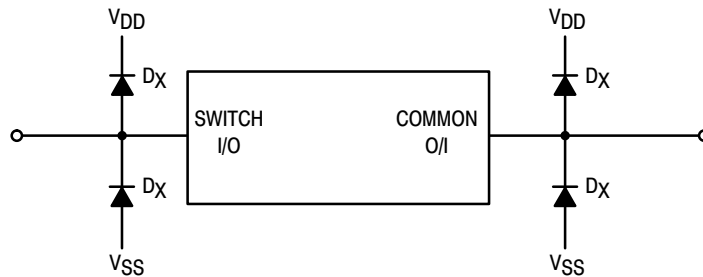 VDD VDD
DX DX
SWITCH COMMON
I/O O/I
DX DX
VSS VSS